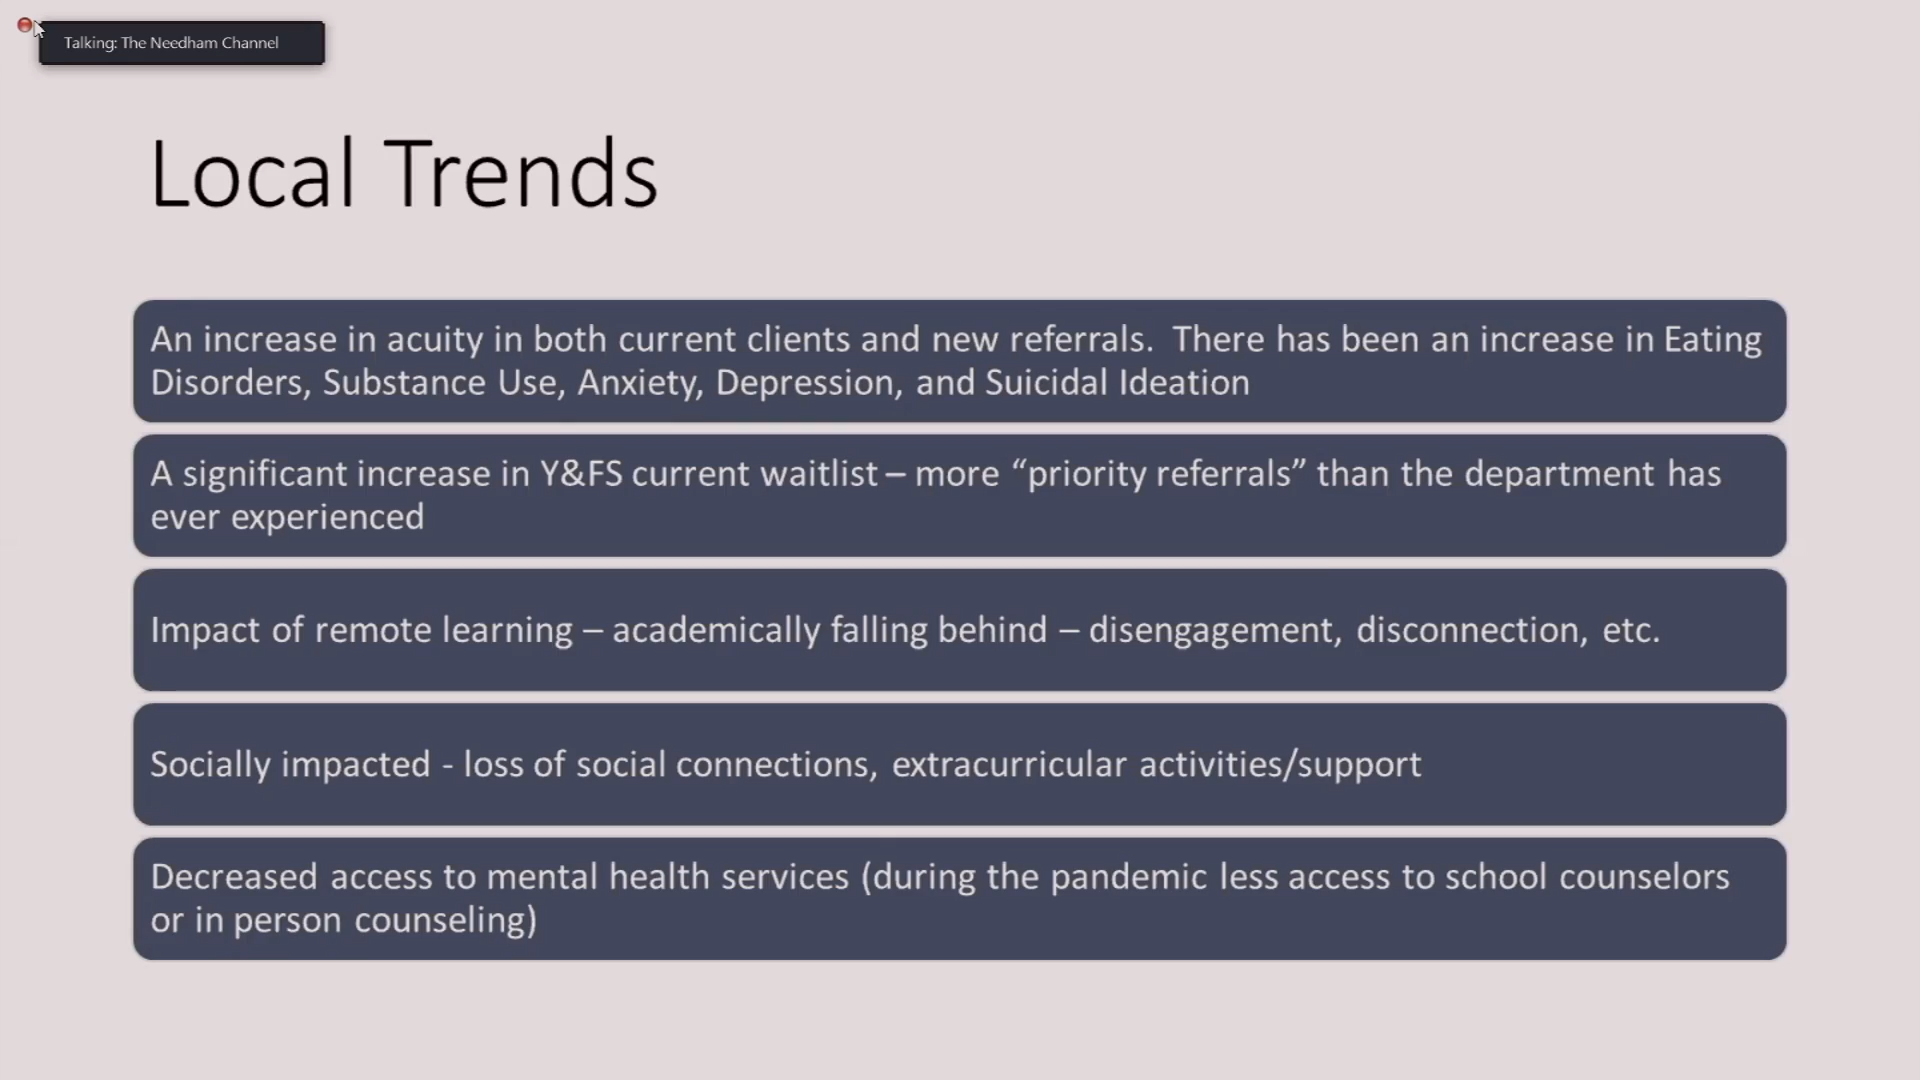 Talking: The Needham Channel
Local Trends
An increase in acuity in both current clients and new referrals.  There has been an increase in Eating
Disorders, Substance Use, Anxiety, Depression, and Suicidal Ideation
A significant increase in Y&FS current waitlist – more “priority referrals” than the department has
ever experienced
Impact of remote learning – academically falling behind – disengagement, disconnection, etc.
Socially impacted - loss of social connections, extracurricular activities/support
Decreased access to mental health services (during the pandemic less access to school counselors
or in person counseling)